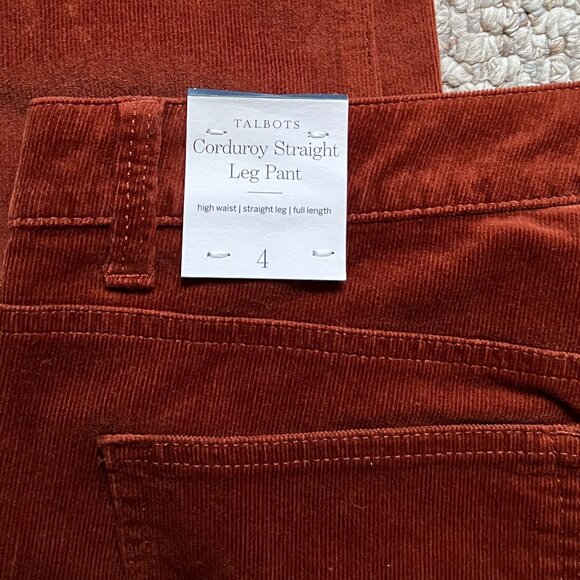 TALBOTS
Corduroy Straight
Leg Pant
high waist | straight leg | full length
4